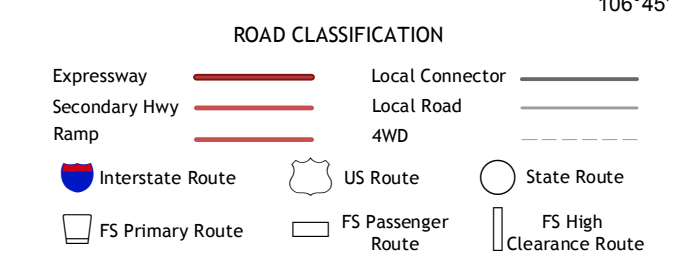 106°45'
ROAD CLASSIFICATION
Expressway
Local Connector
Secondary Hwy
Local Road
Ramp
4WD
Interstate Route
US Route
State Route
FS Primary Route
FS Passenger
Route
FS High
Clearance Route